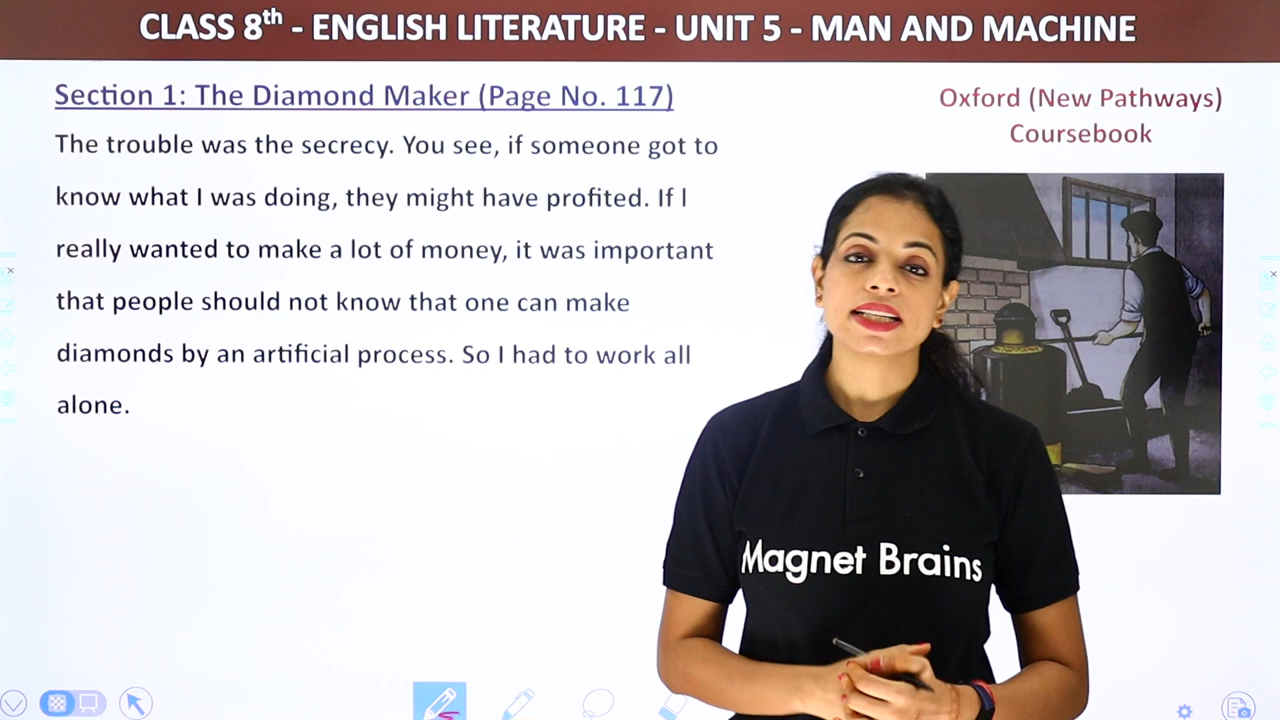 CLASS 8th - ENGLISH LITERATURE - UNIT 5 - MAN AND MACHINE
Section 1: The Diamond Maker (Page No. 117)
Oxford (New Pathways)
Coursebook
The trouble was the secrecy. You see, if someone got to
know what I was doing, they might have profited. If I
really wanted to make a lot of money, it was important
that people should not know that one can make
diamonds by an artificial process. So I had to work all
alone.
Magnet Brains